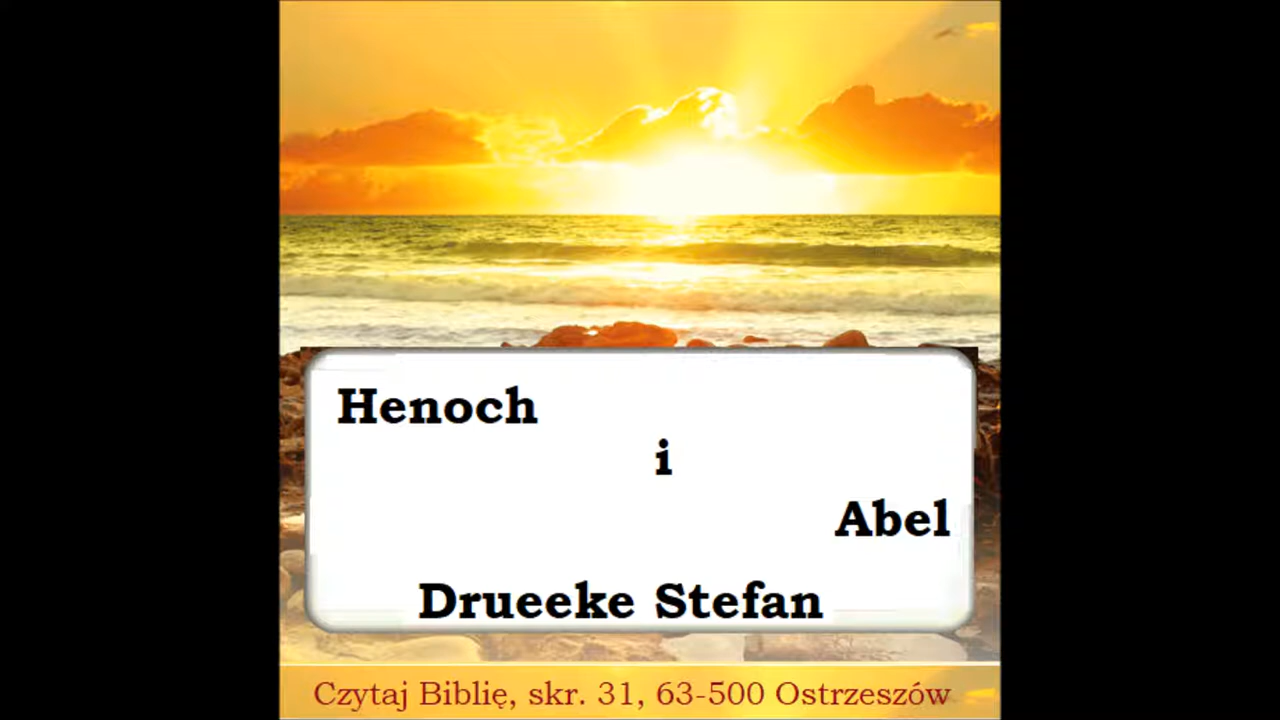 Henoch
i
Abel
Drueeke Stefan
Czytaj Biblię, skr. 31, 63-500 Ostrzeszów